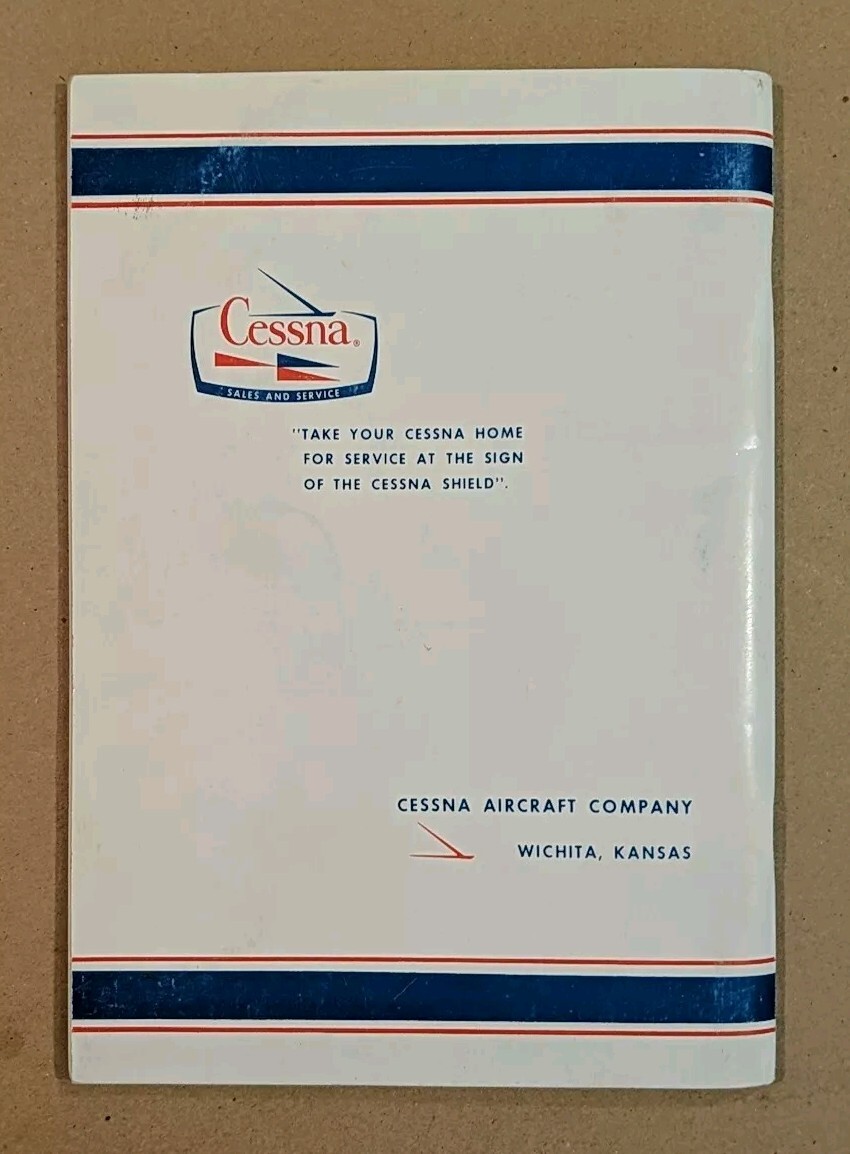 Cessna®
SALES AND SERVICE
"TAKE YOUR CESSNA HOME
FOR SERVICE AT THE SIGN
OF THE CESSNA SHIELD".
CESSNA AIRCRAFT COMPANY
WICHITA, KANSAS